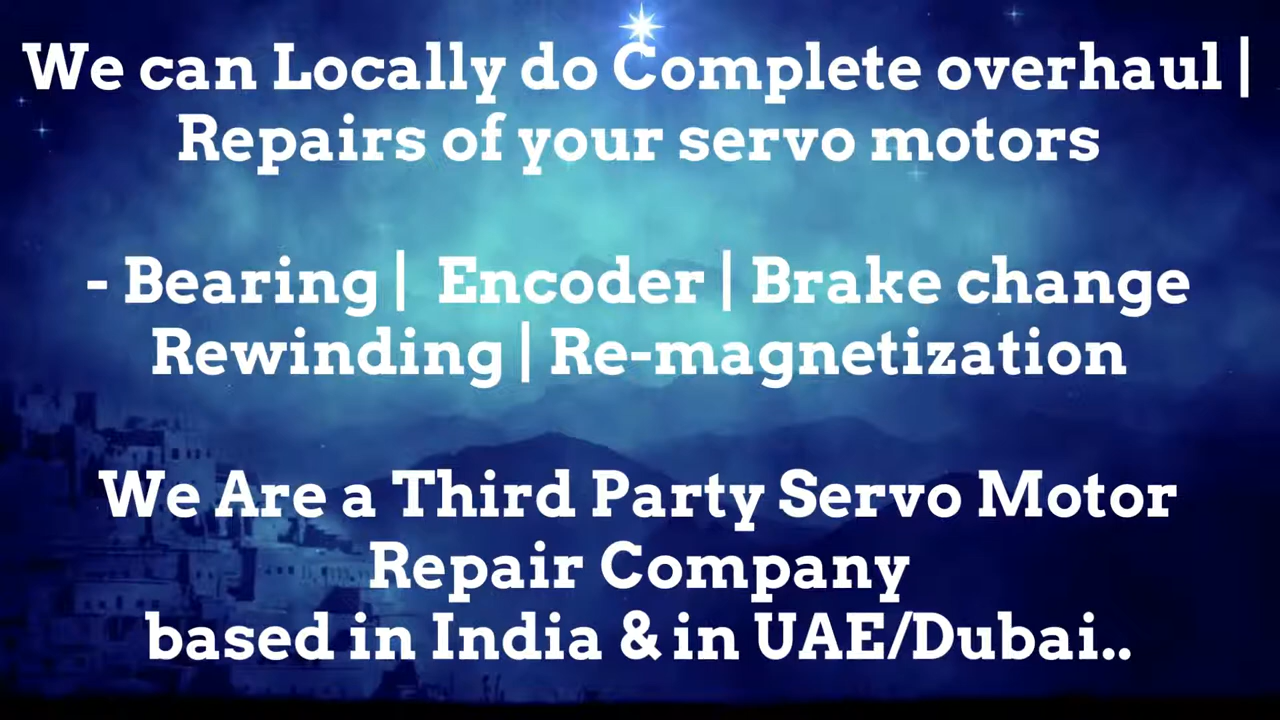 We can Locally do Complete overhaul |
Repairs of your servo motors
- Bearing | Encoder | Brake change
Rewinding | Re-magnetization
We Are a Third Party Servo Motor
Repair Company
based in India & in UAE/Dubai..